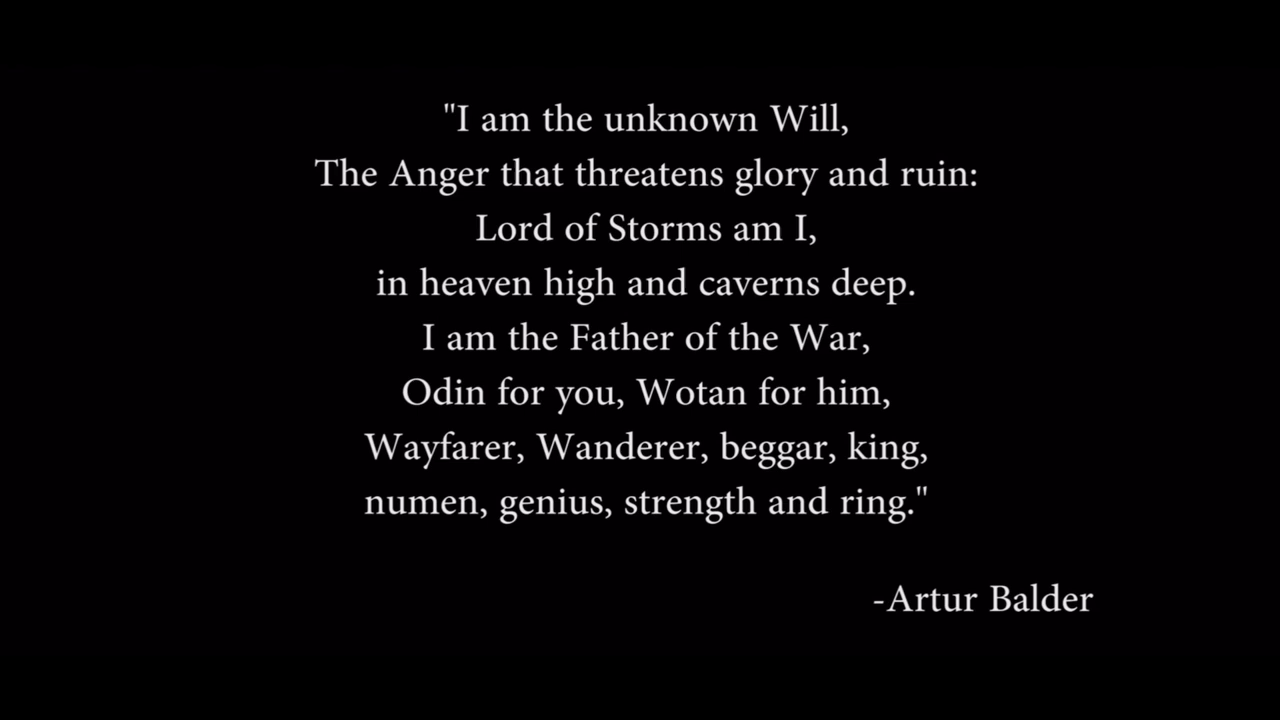 "I am the unknown Will,
The Anger that threatens glory and ruin:
Lord of Storms am I,
in heaven high and caverns deep.
I am the Father of the War,
Odin for you, Wotan for him,
Wayfarer, Wanderer, beggar, king,
numen, genius, strength and ring."
-Artur Balder